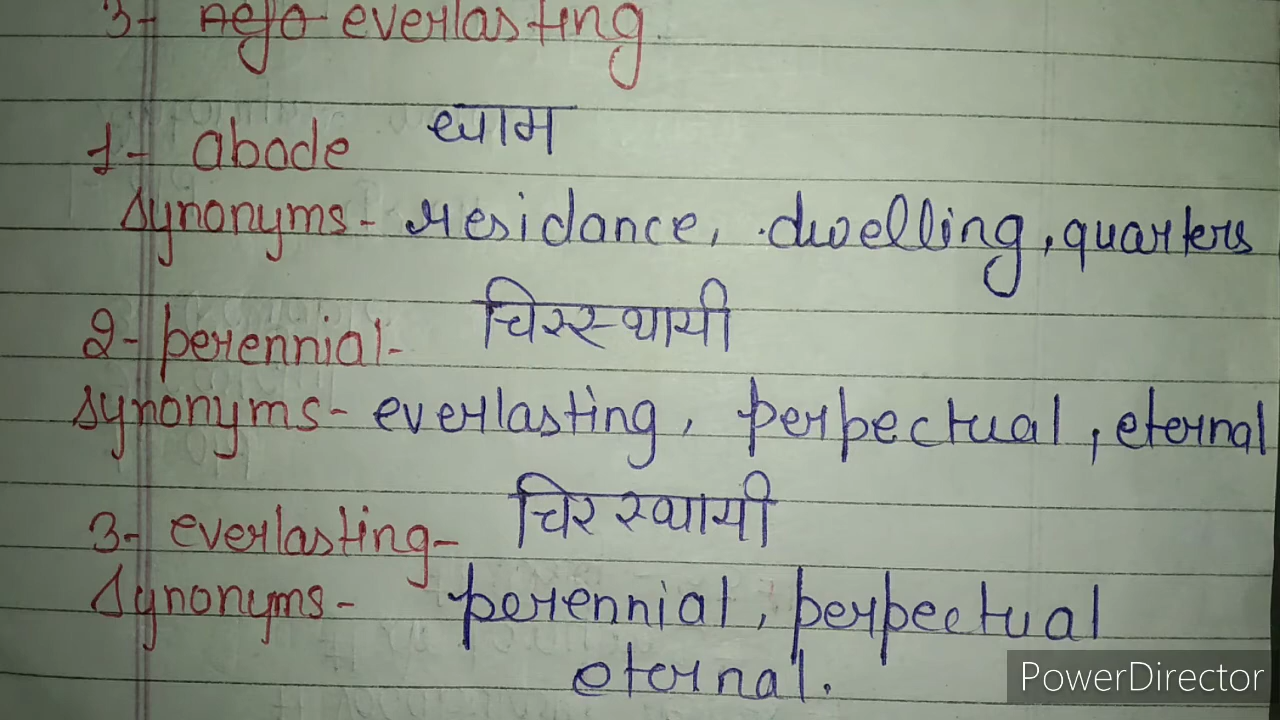 3- everlasting.
धाम
1- abode
Synonyms- residance, dwelling, quarters
चिरस्थायी
2- perennial-
Synonyms- everlasting, perpectual, eternal
चिरस्थायी
3- everlasting-
Synonyms- perennial, perpectual
eternal.
PowerDirector